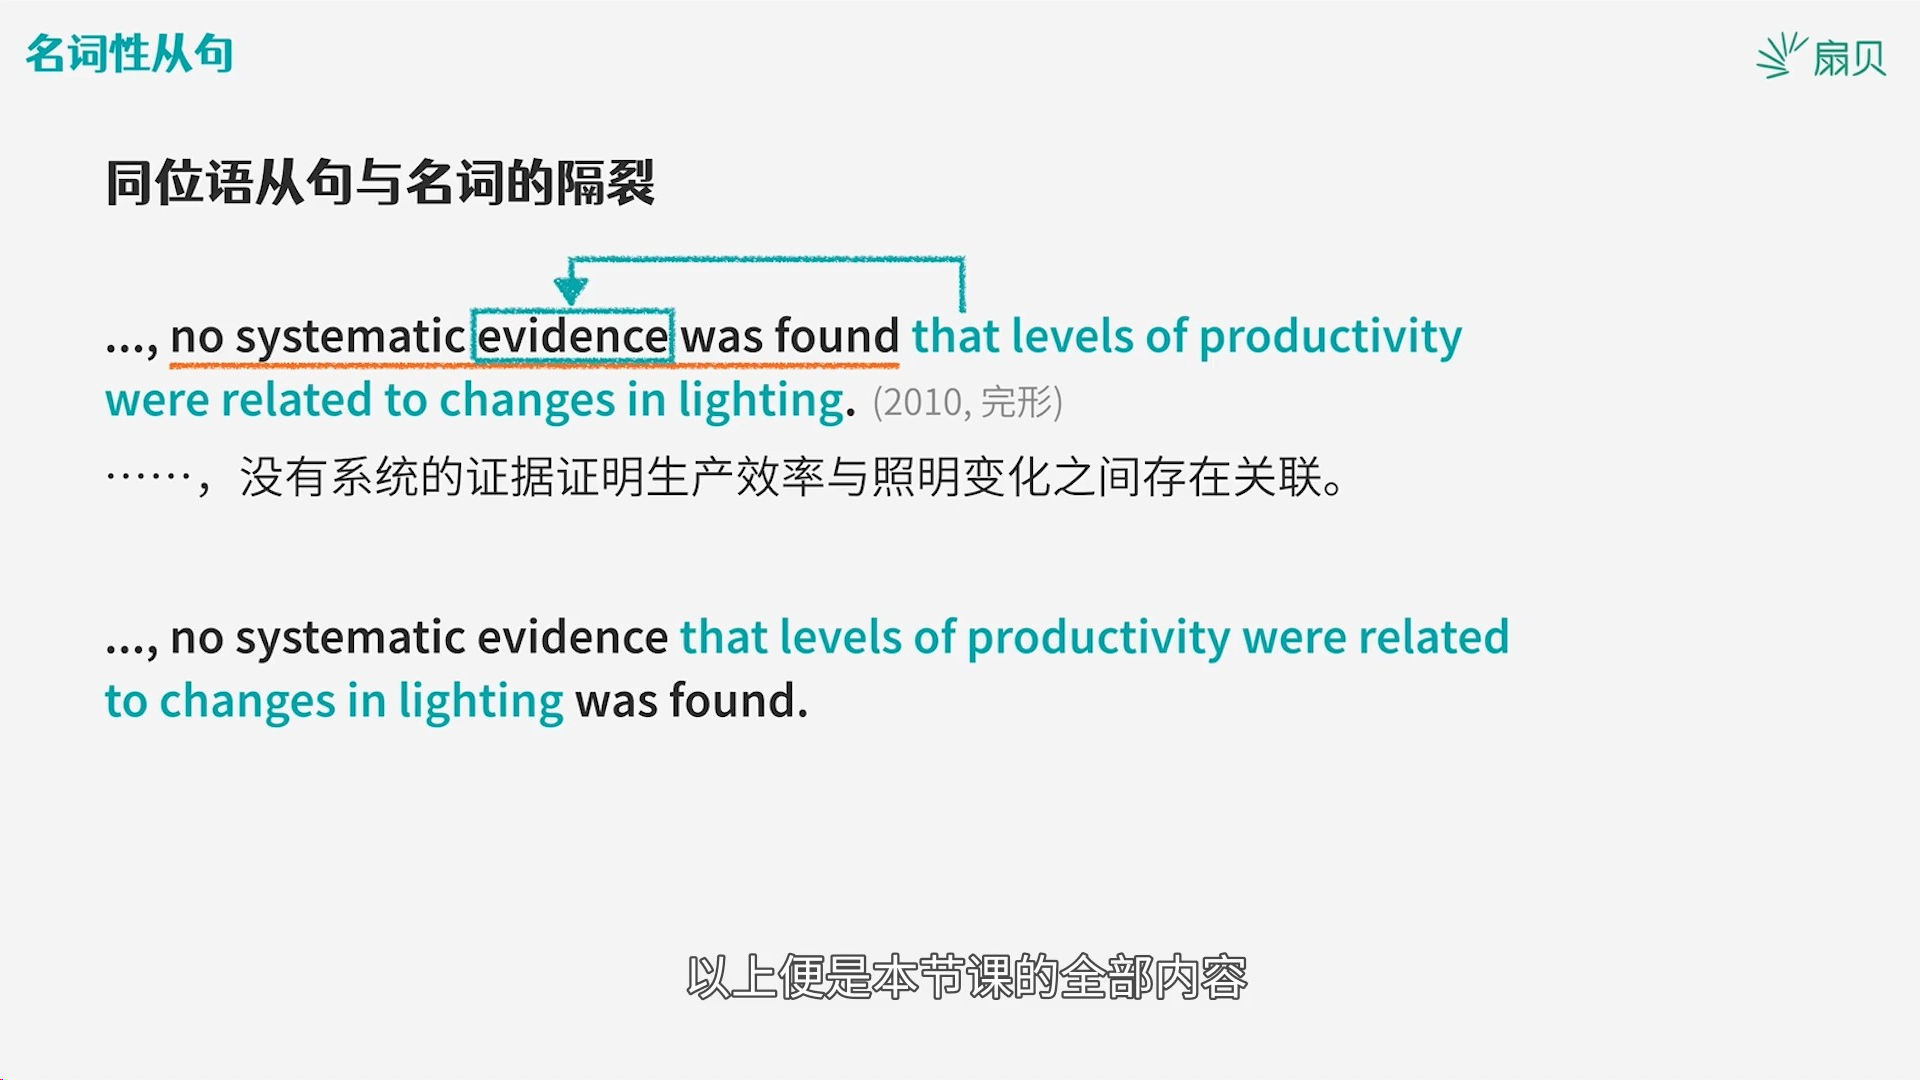 名词性从句
扇贝
同位语从句与名词的隔裂
..., no systematic evidence was found that levels of productivity
were related to changes in lighting. (2010, 完形)
……，没有系统的证据证明生产效率与照明变化之间存在关联。
..., no systematic evidence that levels of productivity were related
to changes in lighting was found.
以上便是本节课的全部内容